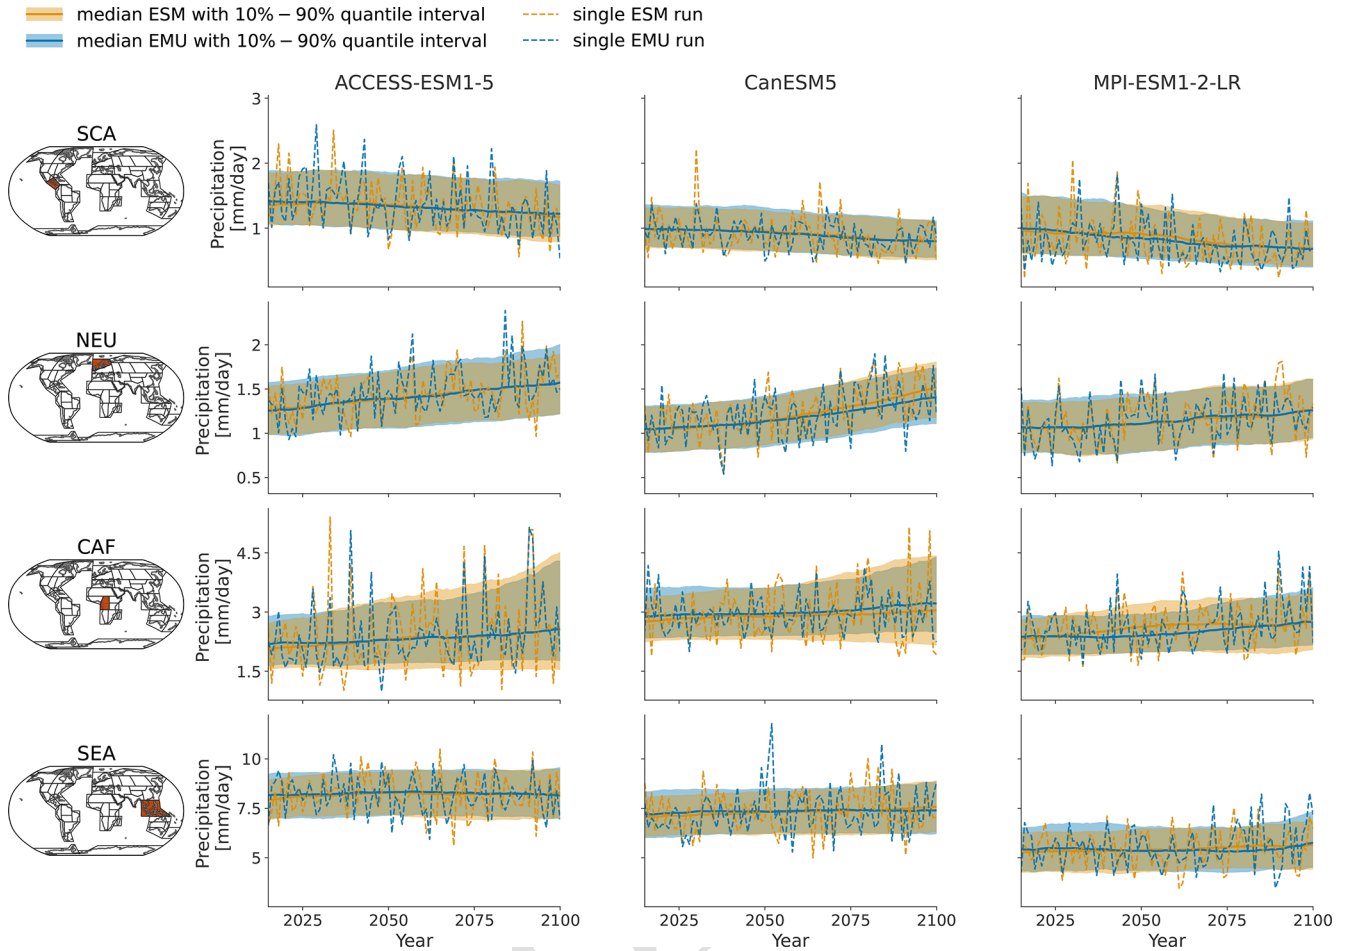 median ESM with 10% − 90% quantile interval
single ESM run
median EMU with 10% − 90% quantile interval
single EMU run
ACCESS-ESM1-5
CanESM5
MPI-ESM1-2-LR
SCA
Precipitation
[mm/day]
3
2
1
NEU
Precipitation
[mm/day]
2
1.5
1
0.5
CAF
Precipitation
[mm/day]
4.5
3
1.5
SEA
Precipitation
[mm/day]
10
7.5
5
2025 2050 2075 2100
2025 2050 2075 2100
2025 2050 2075 2100
Year
Year
Year